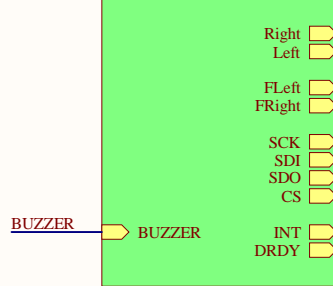 Right
Left
FLeft
FRight
SCK
SDI
SDO
CS
BUZZER
BUZZER
INT
DRDY